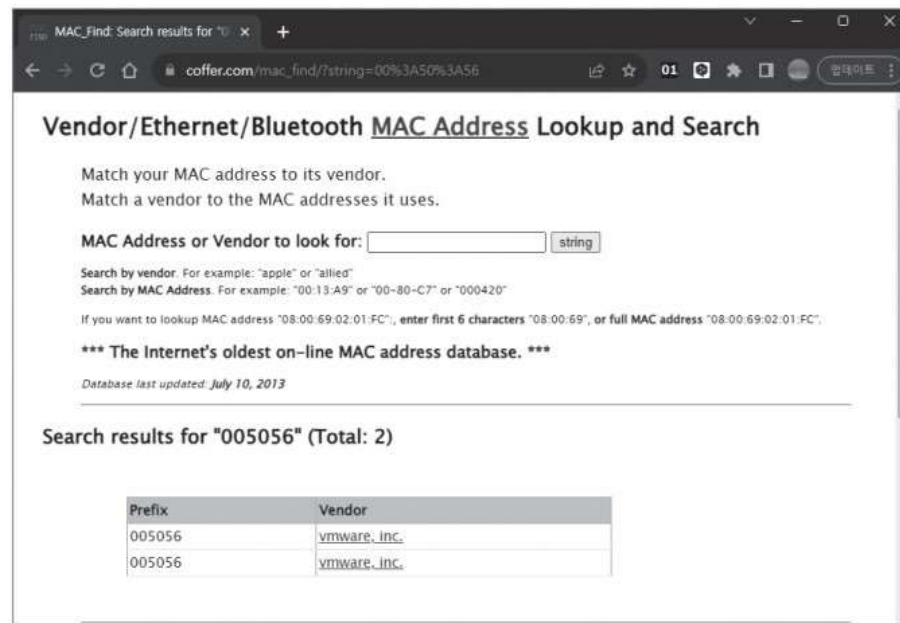 MAC_Find: Search results for "0
coffer.com/mac_find/?string=00%3A50%3A56
01
업데이트
Vendor/Ethernet/Bluetooth MAC Address Lookup and Search
Match your MAC address to its vendor.
Match a vendor to the MAC addresses it uses.
MAC Address or Vendor to look for:
string
Search by vendor. For example: "apple" or "allied"
Search by MAC Address. For example: "00:13:A9" or "00-80-C7" or "000420"
If you want to lookup MAC address "08:00:69:02:01:FC":, enter first 6 characters "08:00:69", or full MAC address "08:00:69:02:01:FC".
*** The Internet's oldest on-line MAC address database. ***
Database last updated: July 10, 2013
Search results for "005056" (Total: 2)
Prefix Vendor
005056 vmware, inc.
005056 vmware, inc.